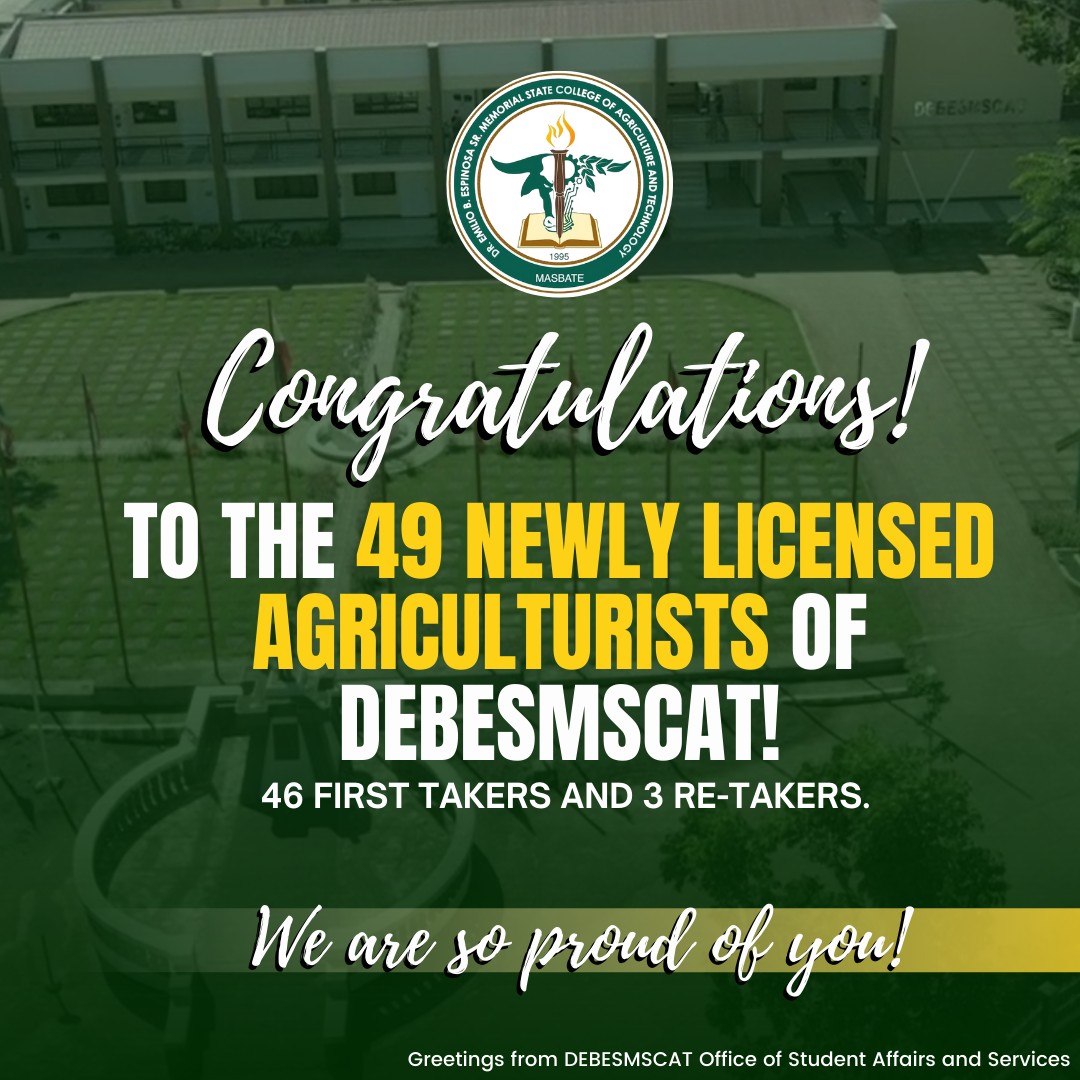 DEBESMSCAT
DR. EMILIO B. ESPINOSA SR. MEMORIAL STATE COLLEGE OF AGRICULTURE AND TECHNOLOGY
1995
MASBATE
Congratulations!
TO THE 49 NEWLY LICENSED
AGRICULTURISTS OF
DEBESMSCAT!
46 FIRST TAKERS AND 3 RE-TAKERS.
We are so proud of you!
Greetings from DEBESMSCAT Office of Student Affairs and Services